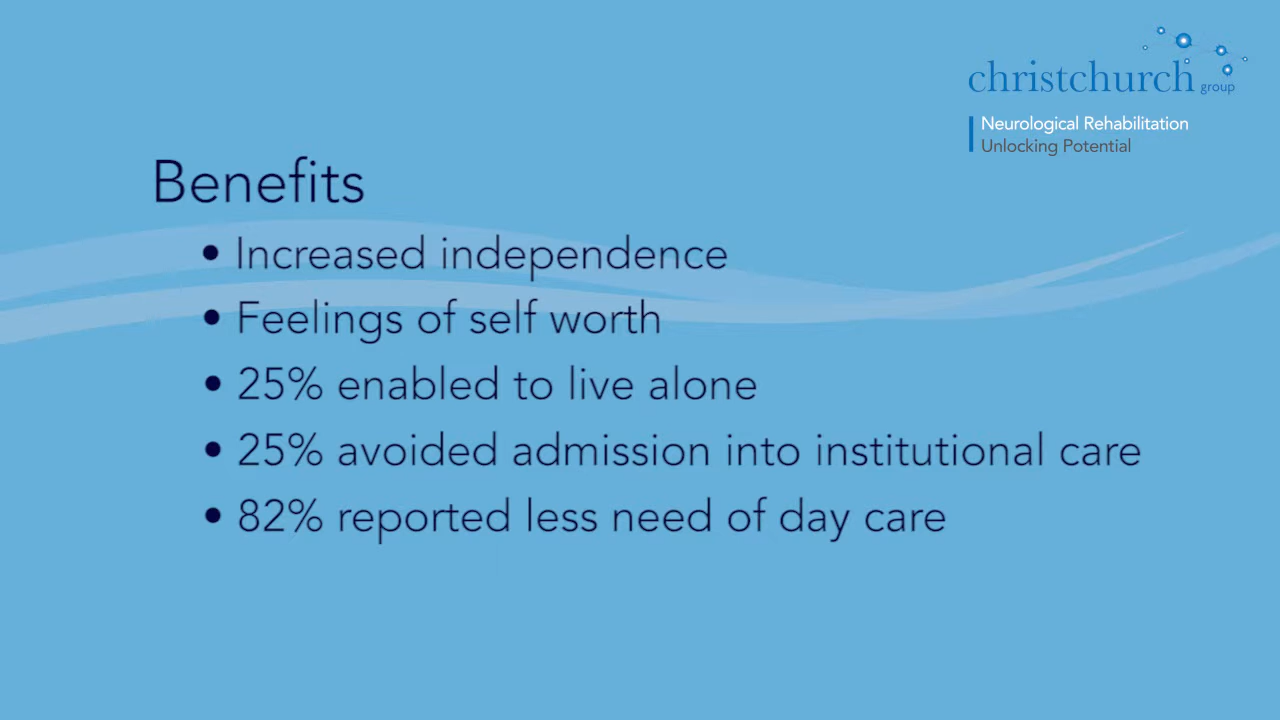 christchurch group
Neurological Rehabilitation
Unlocking Potential
Benefits
• Increased independence
• Feelings of self worth
• 25% enabled to live alone
• 25% avoided admission into institutional care
• 82% reported less need of day care